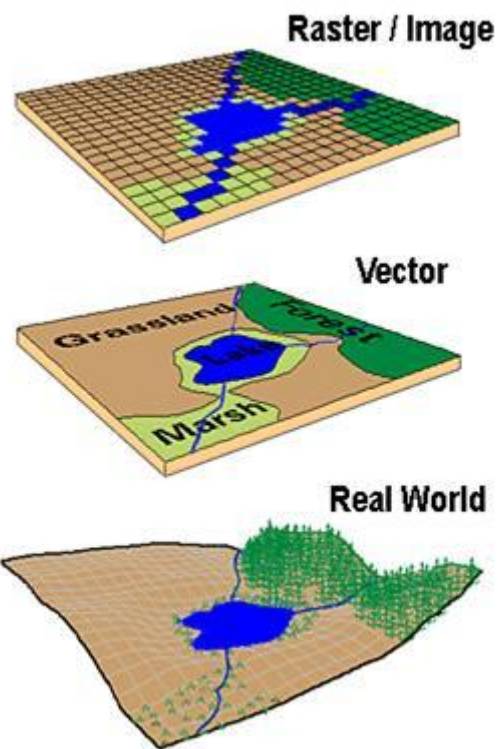 Raster / Image
Vector
Grassland
Forest
Lake
Marsh
Real World